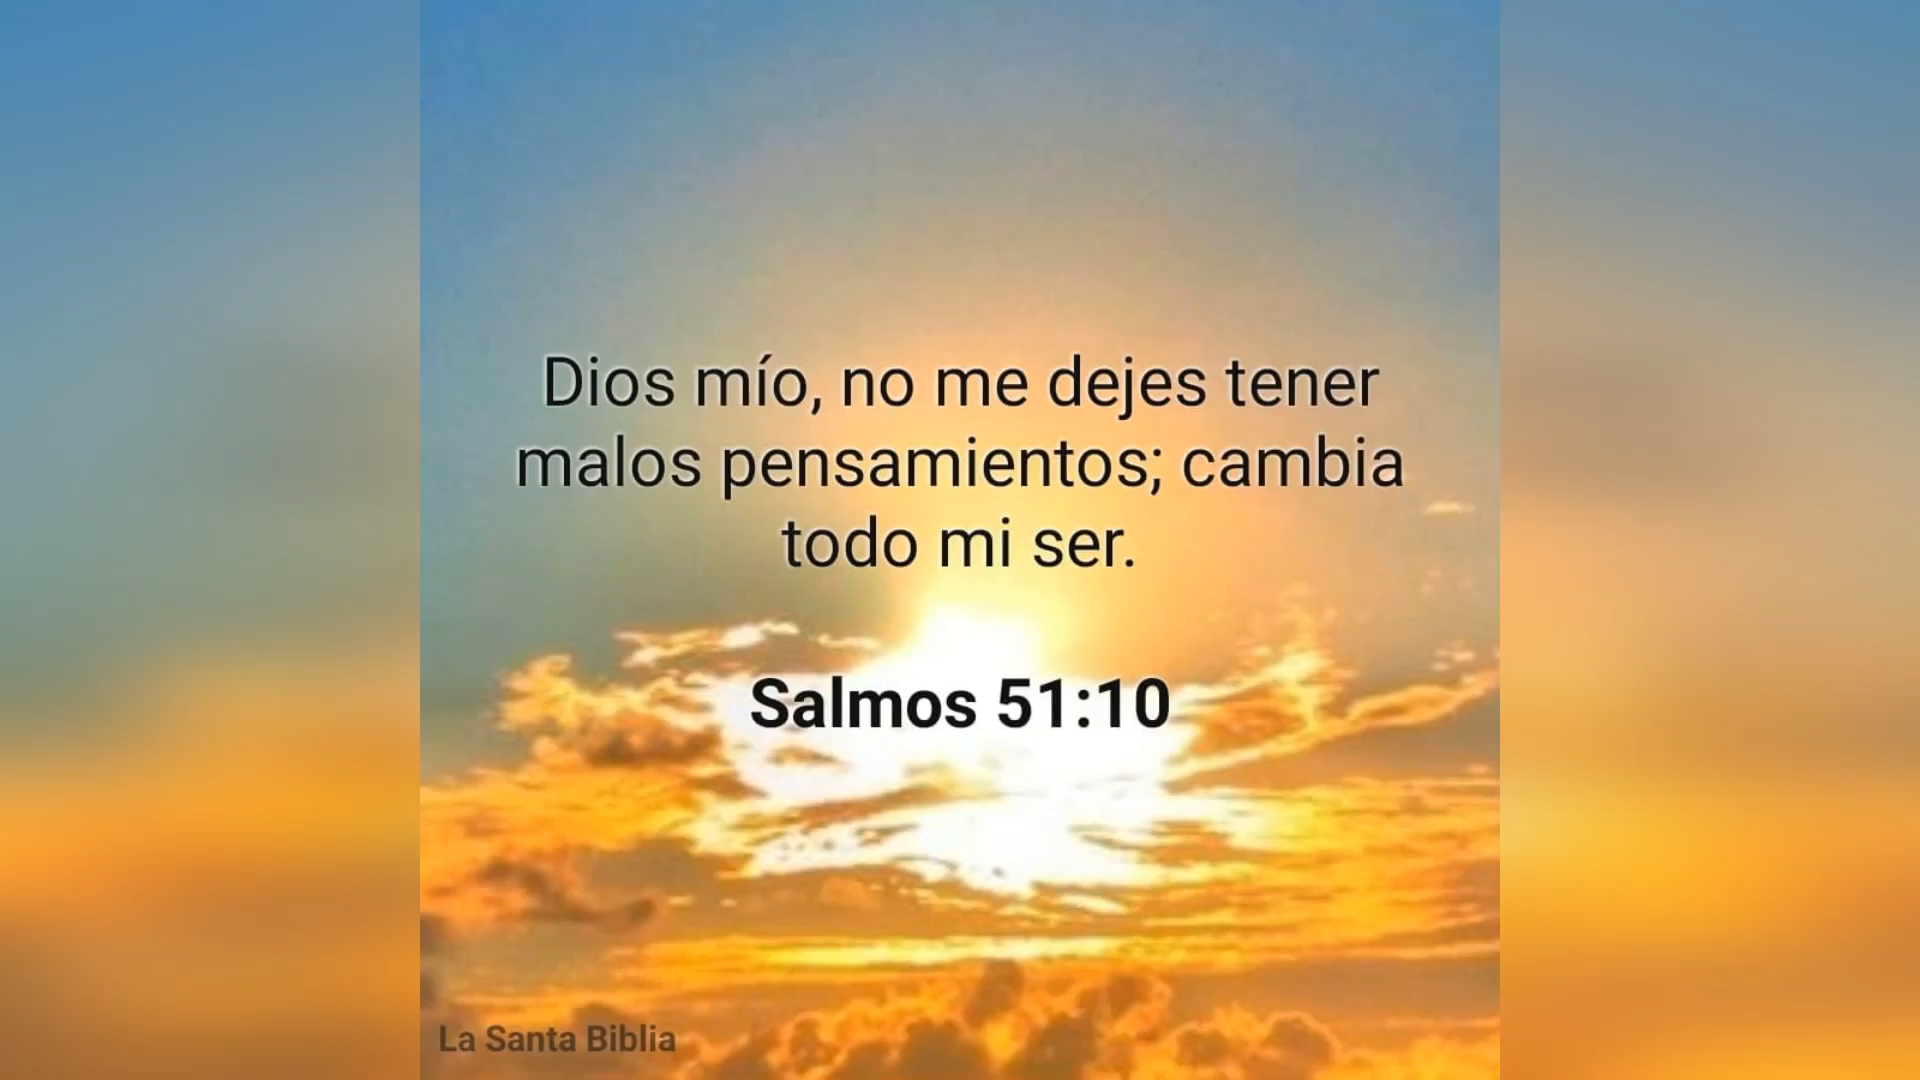 Dios mío, no me dejes tener
malos pensamientos; cambia
todo mi ser.
Salmos 51:10
La Santa Biblia